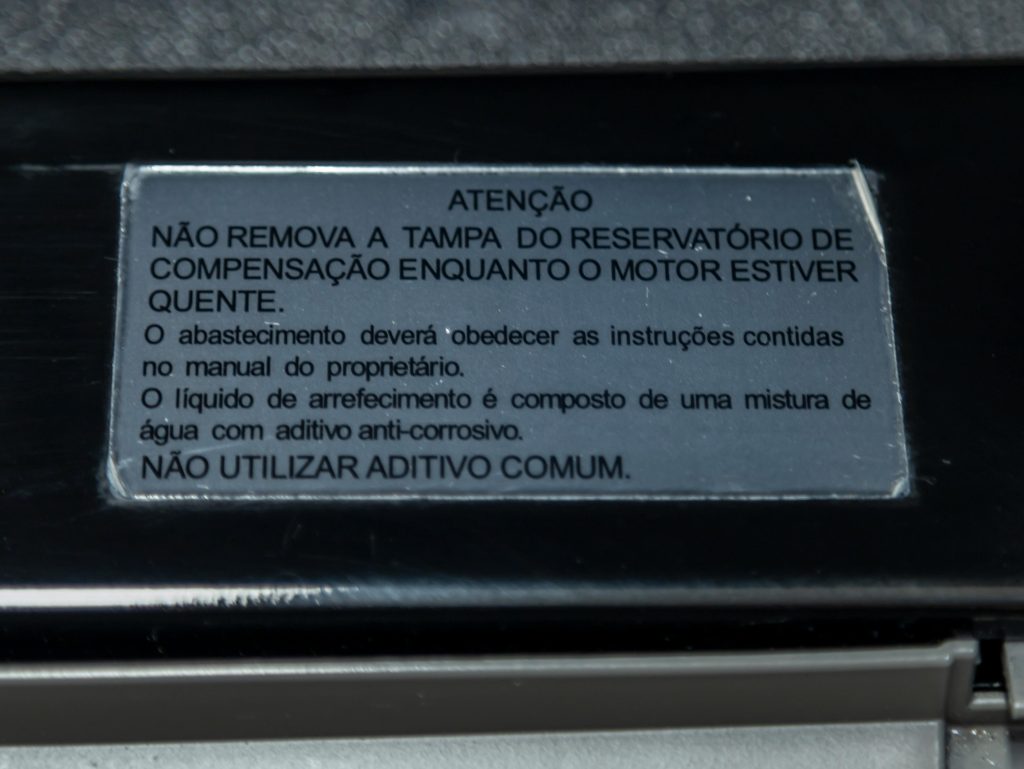 ATENÇÃO
NÃO REMOVA A TAMPA DO RESERVATÓRIO DE
COMPENSAÇÃO ENQUANTO O MOTOR ESTIVER
QUENTE.
O abastecimento deverá obedecer as instruções contidas
no manual do proprietário.
O líquido de arrefecimento é composto de uma mistura de
água com aditivo anti-corrosivo.
NÃO UTILIZAR ADITIVO COMUM.